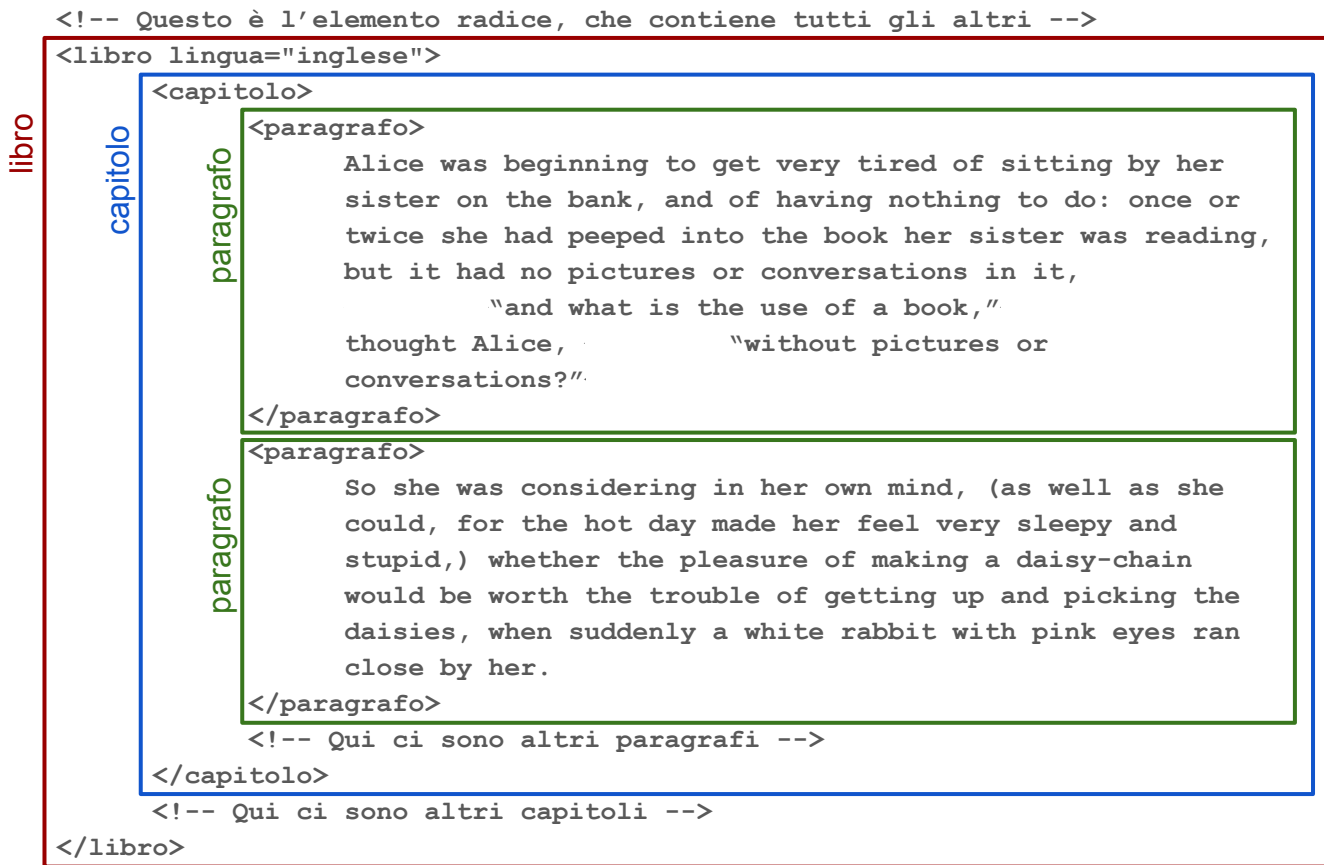 <!-- Questo è l’elemento radice, che contiene tutti gli altri -->
<libro lingua="inglese">
<capitolo>
<paragrafo>
Alice was beginning to get very tired of sitting by her
sister on the bank, and of having nothing to do: once or
twice she had peeped into the book her sister was reading,
but it had no pictures or conversations in it,
“and what is the use of a book,”
thought Alice, “without pictures or
conversations?”
</paragrafo>
<paragrafo>
So she was considering in her own mind, (as well as she
could, for the hot day made her feel very sleepy and
stupid,) whether the pleasure of making a daisy-chain
would be worth the trouble of getting up and picking the
daisies, when suddenly a white rabbit with pink eyes ran
close by her.
</paragrafo>
<!-- Qui ci sono altri paragrafi -->
</capitolo>
<!-- Qui ci sono altri capitoli -->
</libro>
libro
capitolo
paragrafo
paragrafo